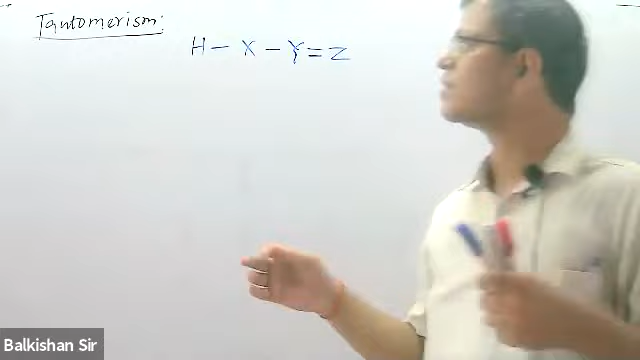 Tautomerism:
H - X - Y = Z
Balkishan Sir